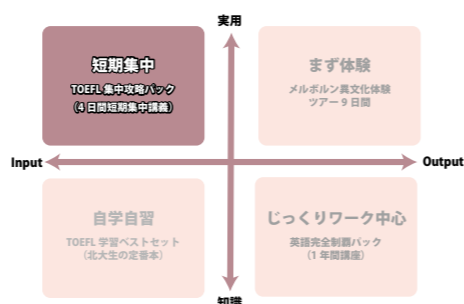 実用
短期集中
TOEFL 集中攻略パック
(4日間短期集中講義)
まず体験
メルボルン異文化体験
ツアー 9 日間
Input
Output
自学自習
TOEFL 学習ベストセット
(北大生の定番本)
じっくりワーク中心
英語完全制覇パック
(1 年間講座)
知識